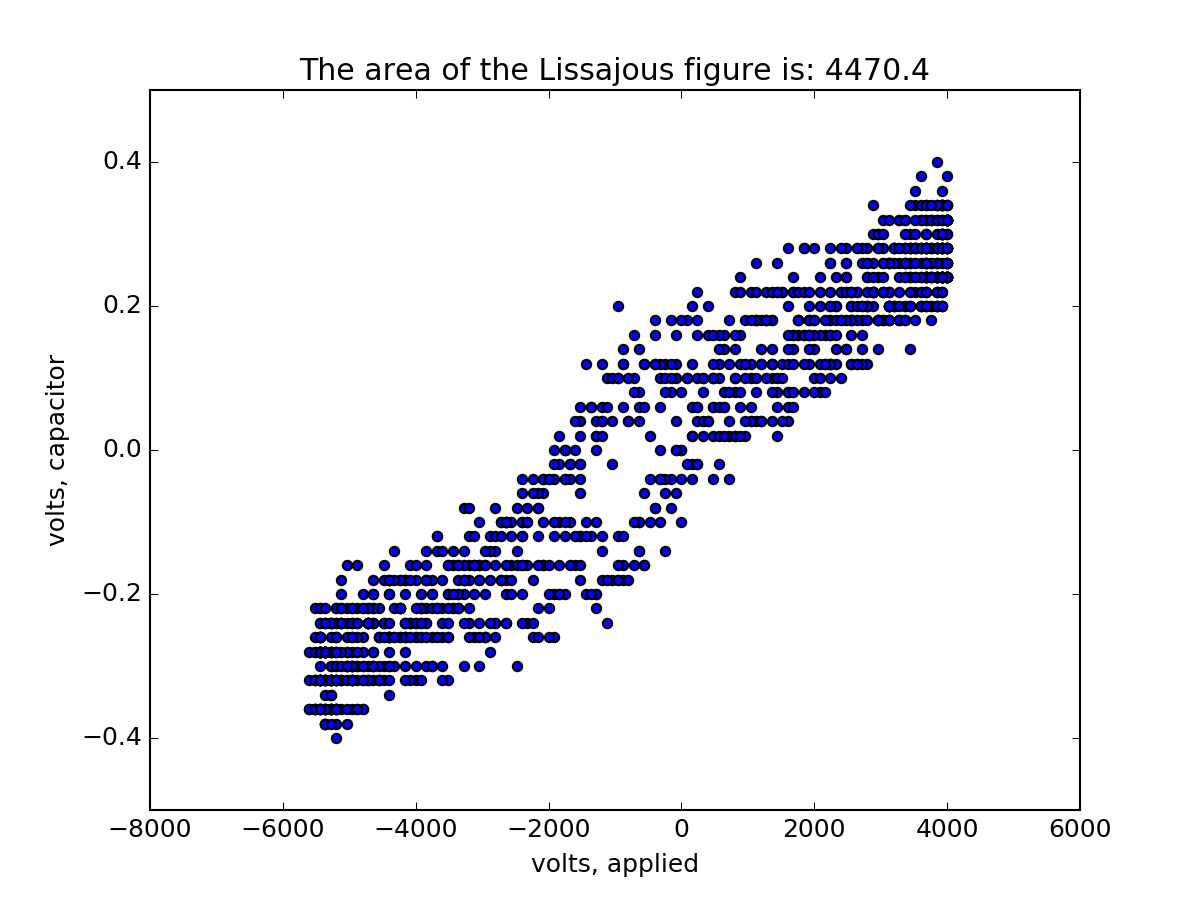 The area of the Lissajous figure is: 4470.4
0.4
0.2
0.0
−0.2
−0.4
volts, capacitor
−8000 −6000 −4000 −2000 0 2000 4000 6000
volts, applied